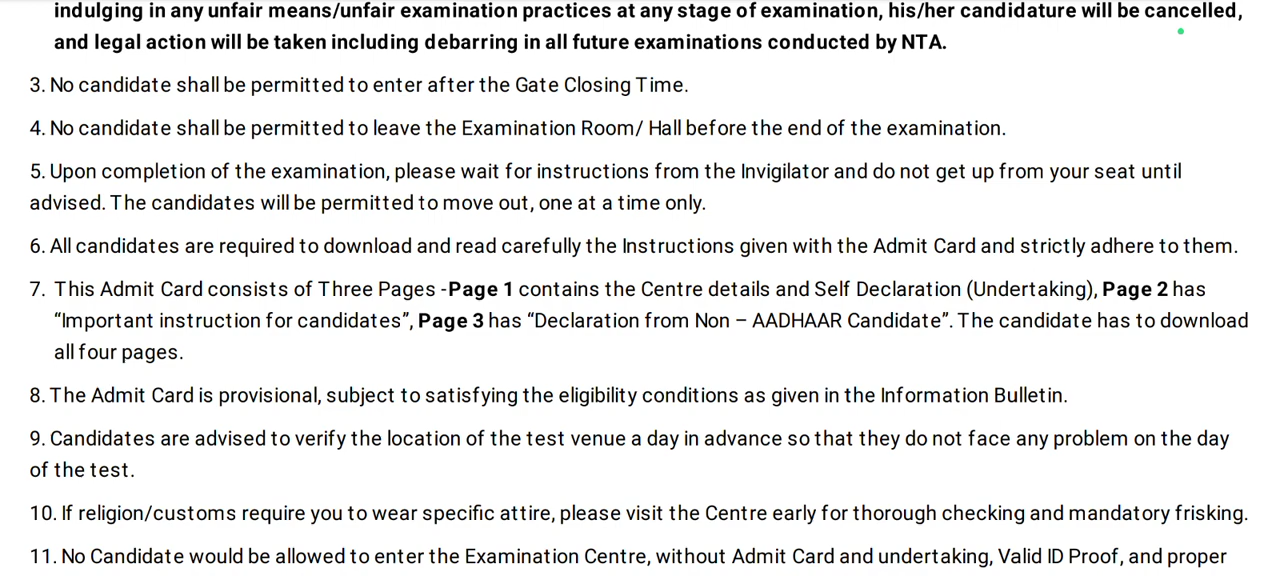 indulging in any unfair means/unfair examination practices at any stage of examination, his/her candidature will be cancelled,
and legal action will be taken including debarring in all future examinations conducted by NTA.
3. No candidate shall be permitted to enter after the Gate Closing Time.
4. No candidate shall be permitted to leave the Examination Room/ Hall before the end of the examination.
5. Upon completion of the examination, please wait for instructions from the Invigilator and do not get up from your seat until
advised. The candidates will be permitted to move out, one at a time only.
6. All candidates are required to download and read carefully the Instructions given with the Admit Card and strictly adhere to them.
7. This Admit Card consists of Three Pages -Page 1 contains the Centre details and Self Declaration (Undertaking), Page 2 has
“Important instruction for candidates”, Page 3 has “Declaration from Non – AADHAAR Candidate”. The candidate has to download
all four pages.
8. The Admit Card is provisional, subject to satisfying the eligibility conditions as given in the Information Bulletin.
9. Candidates are advised to verify the location of the test venue a day in advance so that they do not face any problem on the day
of the test.
10. If religion/customs require you to wear specific attire, please visit the Centre early for thorough checking and mandatory frisking.
11. No Candidate would be allowed to enter the Examination Centre, without Admit Card and undertaking, Valid ID Proof, and proper